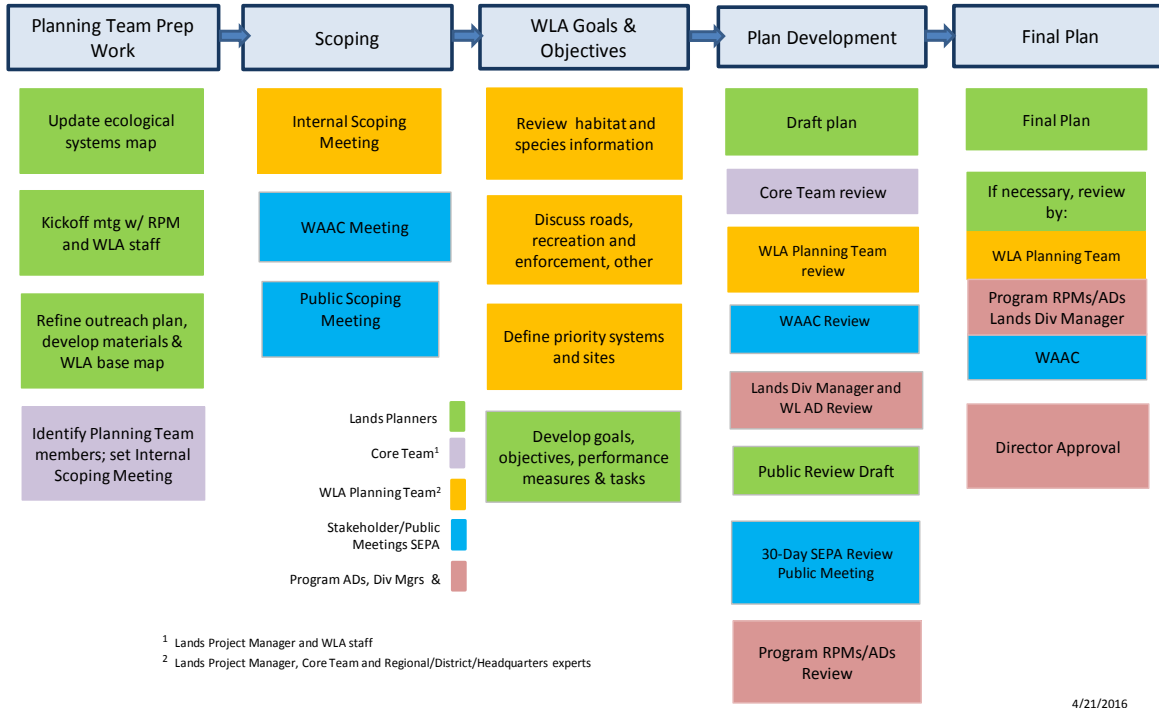 Planning Team Prep
Work
Scoping
WLA Goals &
Objectives
Plan Development
Final Plan
Update ecological
systems map
Kickoff mtg w/ RPM
and WLA staff
Refine outreach plan,
develop materials &
WLA base map
Identify Planning Team
members; set Internal
Scoping Meeting
Internal Scoping
Meeting
WAAC Meeting
Public Scoping
Meeting
Review habitat and
species information
Discuss roads,
recreation and
enforcement, other
Define priority systems
and sites
Develop goals,
objectives, performance
measures & tasks
Draft plan
Core Team review
WLA Planning Team
review
WAAC Review
Lands Div Manager and
WL AD Review
Public Review Draft
30-Day SEPA Review
Public Meeting
Program RPMs/ADs
Review
Final Plan
If necessary, review
by:
WLA Planning Team
Program RPMs/ADs
Lands Div Manager
WAAC
Director Approval
Lands Planners
Core Team1
WLA Planning Team2
Stakeholder/Public
Meetings SEPA
Program ADs, Div Mgrs &
1 Lands Project Manager and WLA staff
2 Lands Project Manager, Core Team and Regional/District/Headquarters experts
4/21/2016